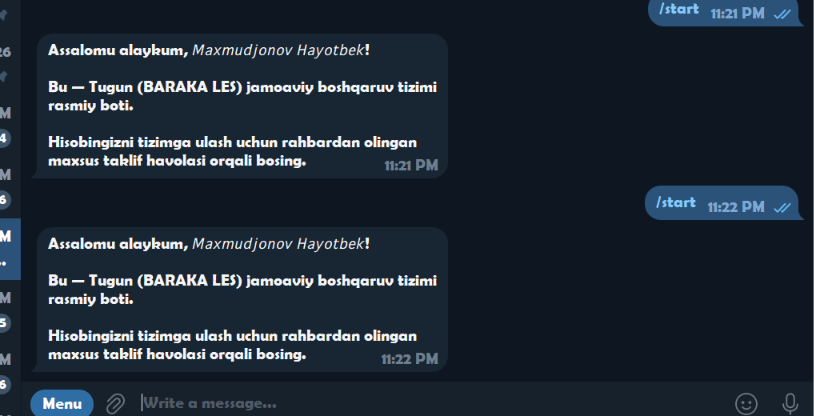 /start 11:21 PM
Assalomu alaykum, Maxmudjonov Hayotbek!
Bu — Tugun (BARAKA LES) jamoaviy boshqaruv tizimi
rasmiy boti.
Hisobingizni tizimga ulash uchun rahbardan olingan
maxsus taklif havolasi orqali bosing. 11:21 PM
/start 11:22 PM
Assalomu alaykum, Maxmudjonov Hayotbek!
Bu — Tugun (BARAKA LES) jamoaviy boshqaruv tizimi
rasmiy boti.
Hisobingizni tizimga ulash uchun rahbardan olingan
maxsus taklif havolasi orqali bosing. 11:22 PM
Menu Write a message...